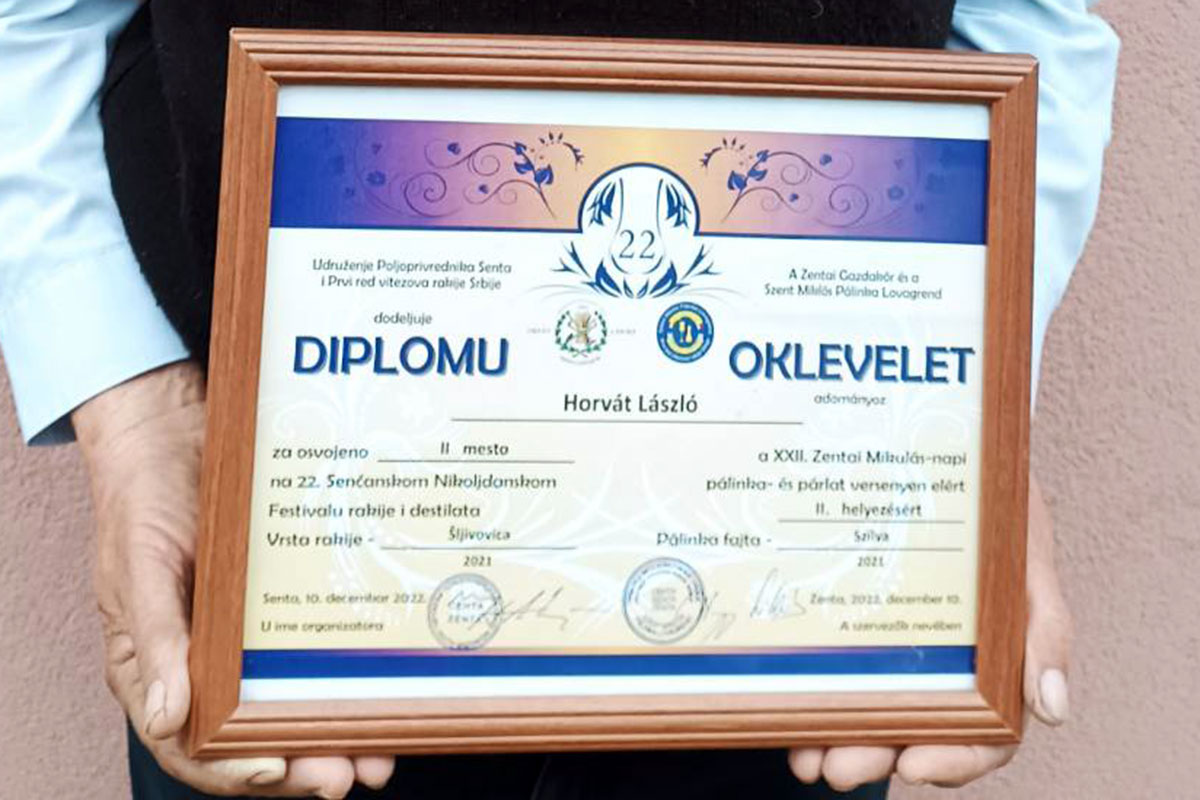 22
Udruženje Poljoprivrednika Senta
i Prvi red vitezova rakije Srbije
dodeljuje
DIPLOMU
A Zentai Gazdakör és a
Szent Miklós Pálinka Lovagrend
OKLEVELET
adományoz
Horvát László
za osvojeno II mesto
na 22. Senćanskom Nikoljdanskom
Festivalu rakije i destilata
Vrsta rakije - Šljivovica
2021
Senta, 10. decembar 2022.
U ime organizatora
a XXII. Zentai Mikulás-napi
pálinka- és párlat versenyen elért
II. helyezésért
Pálinka fajta - Szilva
2021
Zenta, 2022. december 10.
A szervezők nevében